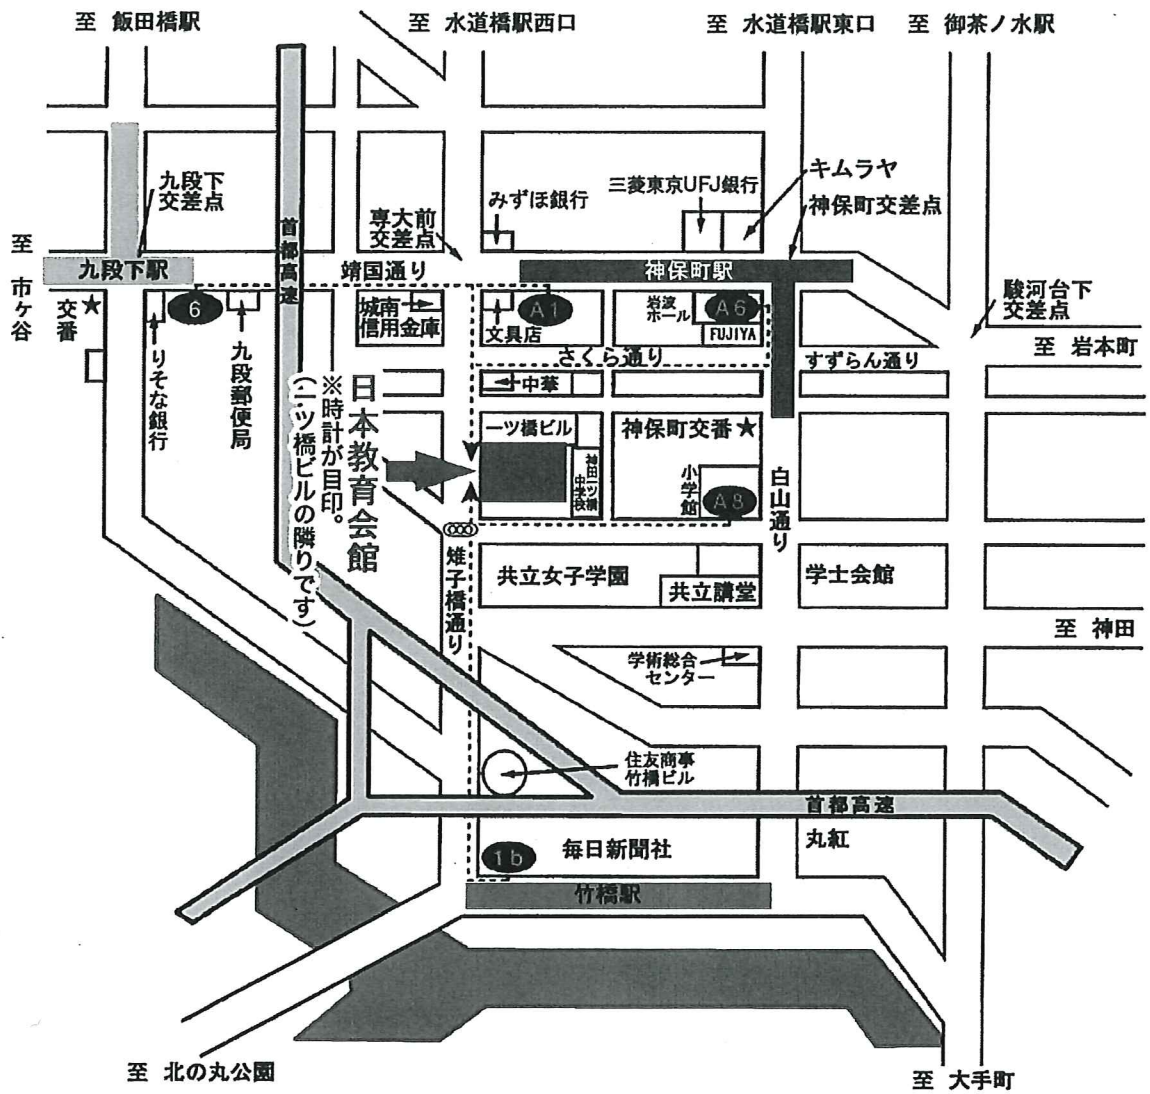 至 飯田橋駅
至 水道橋駅西口
至 水道橋駅東口
至 御茶ノ水駅
九段下
交差点
専大前
交差点
みずほ銀行
三菱東京UFJ銀行
キムラヤ
神保町交差点
至 市ヶ谷
九段下駅
首都高速
靖国通り
神保町駅
交番★
6
城南
信用金庫
文具店
A1
岩波
ホール
A6
FUJIYA
駿河台下
交差点
至 岩本町
りそな銀行
九段郵便局
さくら通り
すずらん通り
中華
日本教育会館
※時計が目印。
(一ツ橋ビルの隣りです)
一ツ橋ビル
神田一ツ橋
中学校
神保町交番★
小学館
A8
白山通り
雉子橋通り
共立女子学園
共立講堂
学士会館
至 神田
学術総合
センター
住友商事
竹橋ビル
首都高速
丸紅
1b
毎日新聞社
竹橋駅
至 北の丸公園
至 大手町